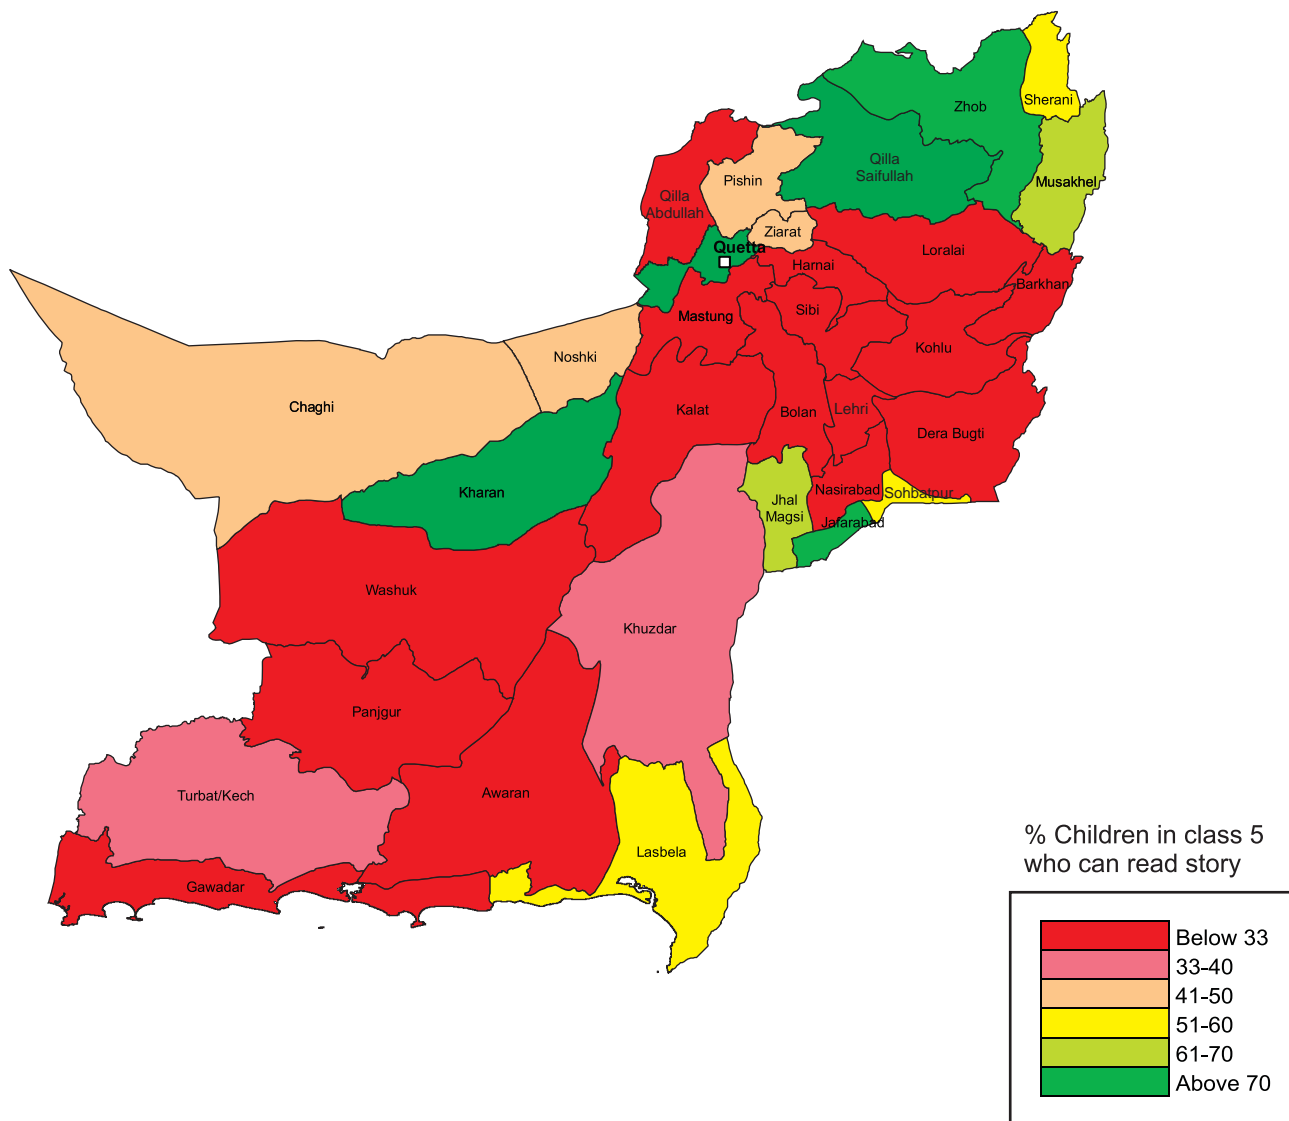 Zhob
Sherani
Qilla
Saifullah
Pishin
Musakhel
Qilla
Abdullah
Ziarat
Quetta
Loralai
Harnai
Barkhan
Sibi
Mastung
Kohlu
Noshki
Chaghi
Kalat
Bolan
Lehri
Dera Bugti
Kharan
Nasirabad
Sohbatpur
Jhal
Magsi
Jafarabad
Washuk
Khuzdar
Panjgur
Turbat/Kech
Awaran
Lasbela
Gawadar
% Children in class 5
who can read story
Below 33
33-40
41-50
51-60
61-70
Above 70